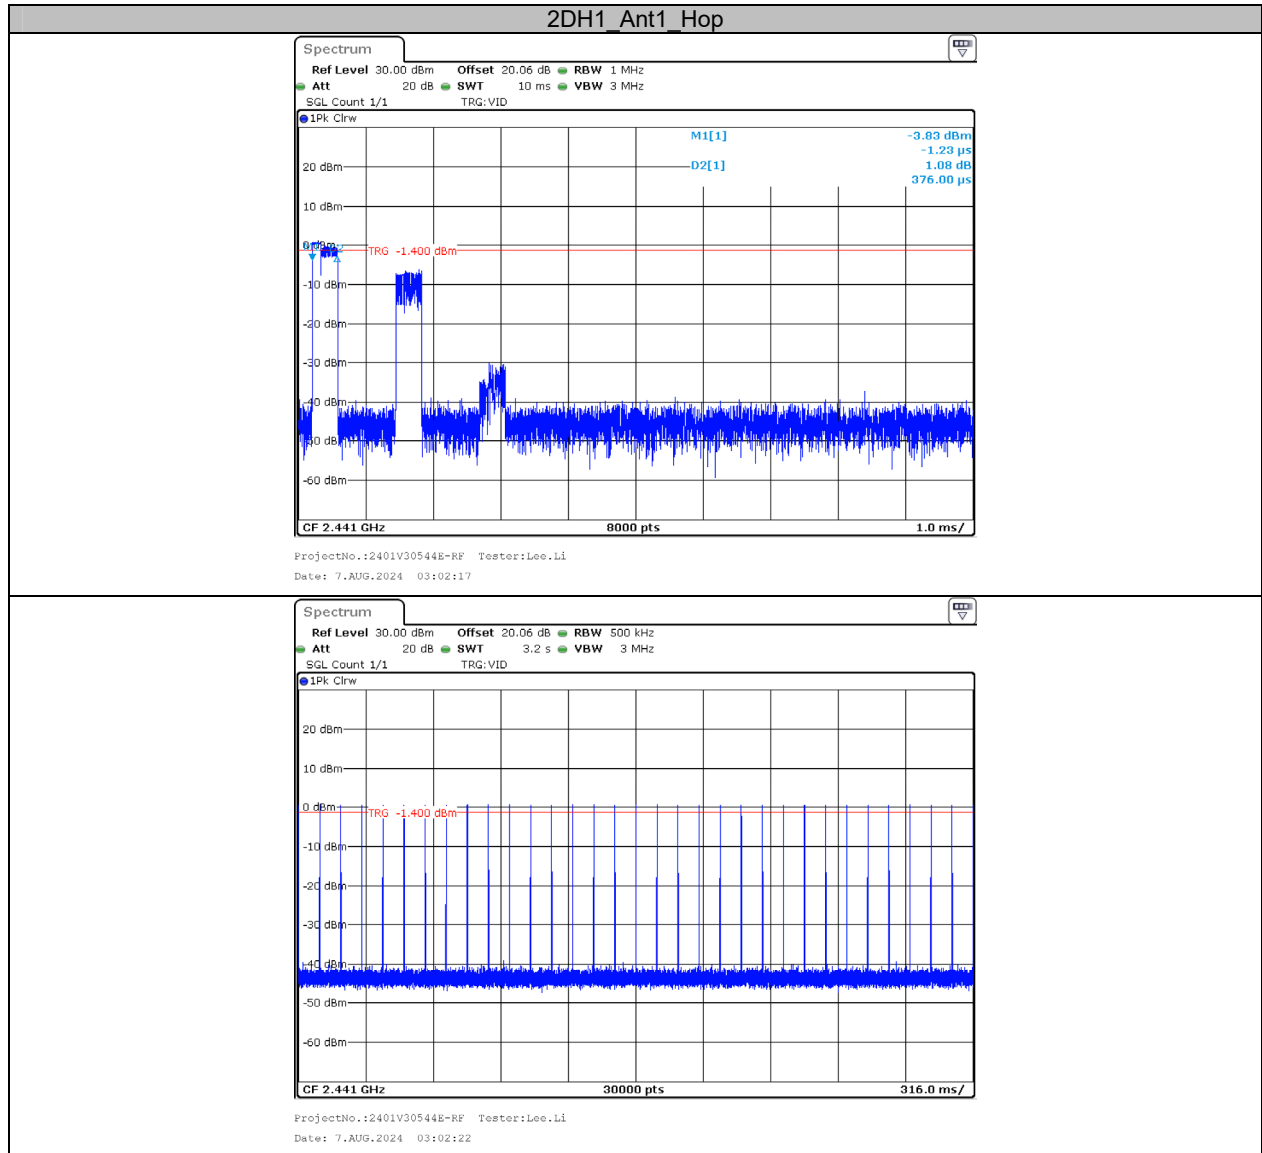 2DH1_Ant1_Hop
Spectrum
Ref Level 30.00 dBm Offset 20.06 dB RBW 1 MHz
Att 20 dB SWT 10 ms VBW 3 MHz
SGL Count 1/1 TRG:VID
1Pk Clrw
M1[1] -3.83 dBm
-1.23 µs
20 dBm D2[1] 1.08 dB
376.00 µs
10 dBm
0 dBm
TRG -1.400 dBm
-10 dBm
-20 dBm
-30 dBm
-40 dBm
-50 dBm
-60 dBm
CF 2.441 GHz 8000 pts 1.0 ms/
ProjectNo.:2401V30544E-RF Tester:Lee.Li
Date: 7.AUG.2024 03:02:17
Spectrum
Ref Level 30.00 dBm Offset 20.06 dB RBW 500 kHz
Att 20 dB SWT 3.2 s VBW 3 MHz
SGL Count 1/1 TRG:VID
1Pk Clrw
20 dBm
10 dBm
0 dBm
TRG -1.400 dBm
-10 dBm
-20 dBm
-30 dBm
-40 dBm
-50 dBm
-60 dBm
CF 2.441 GHz 30000 pts 316.0 ms/
ProjectNo.:2401V30544E-RF Tester:Lee.Li
Date: 7.AUG.2024 03:02:22